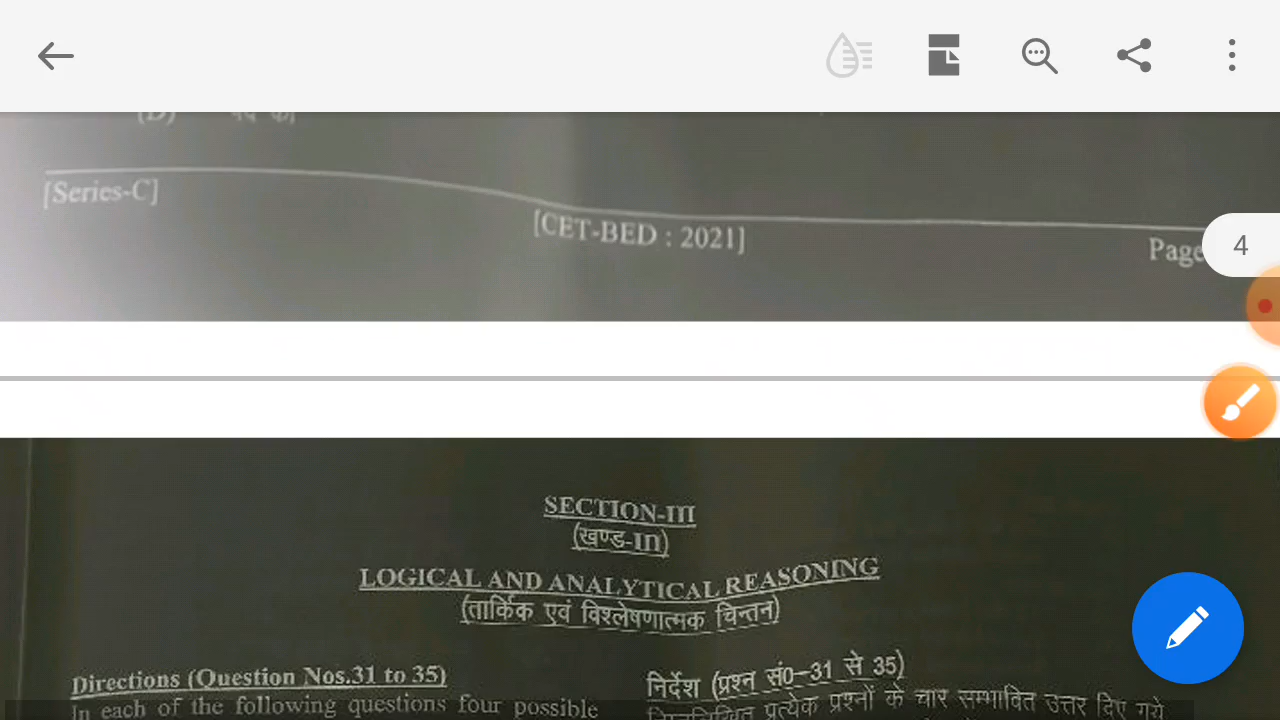 (D) पद का
[Series-C]
[CET-BED : 2021]
Page
4
SECTION-III
(खण्ड-III)
LOGICAL AND ANALYTICAL REASONING
(तार्किक एवं विश्लेषणात्मक चिन्तन)
Directions (Question Nos.31 to 35)
In each of the following questions four possible
निर्देश (प्रश्न सं0–31 से 35)
निम्नलिखित प्रत्येक प्रश्नों के चार सम्भावित उत्तर दिए गये